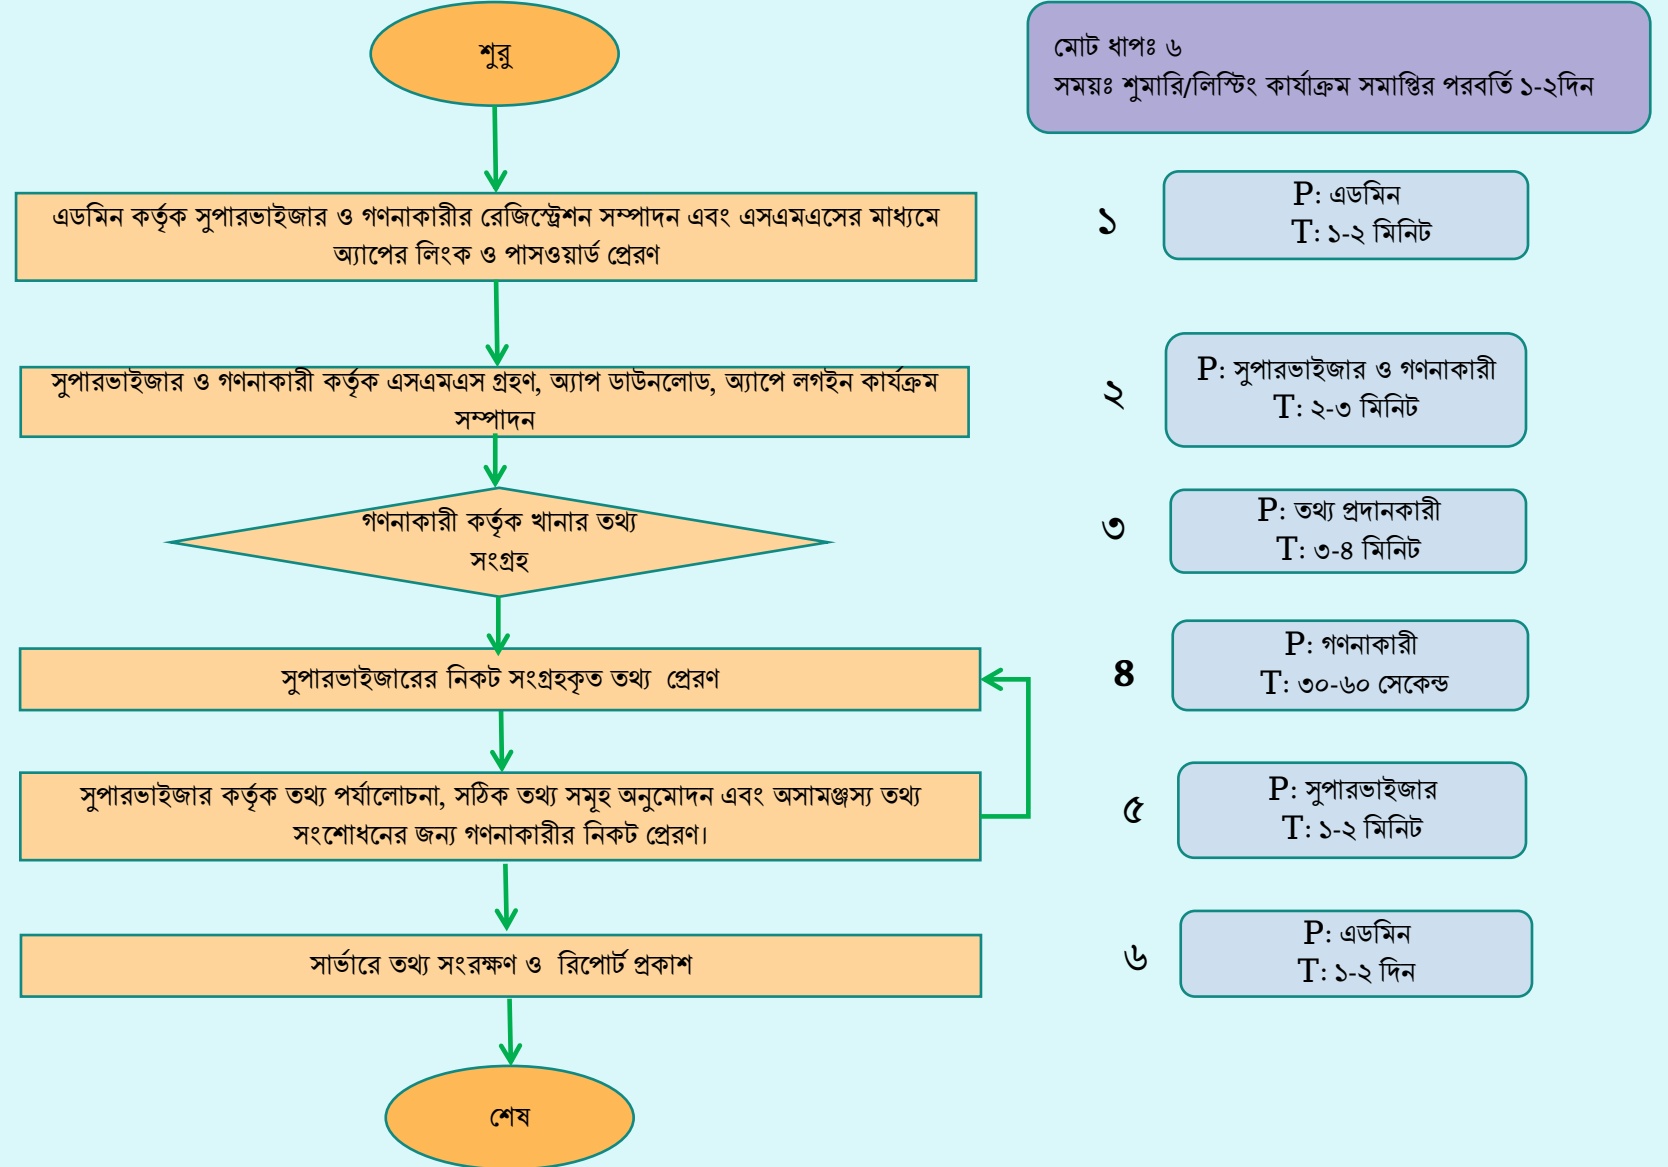 শুরু
মোট ধাপঃ ৬
সময়ঃ শুমারি/লিস্টিং কার্যাক্রম সমাপ্তির পরবর্তি ১-২দিন
এডমিন কর্তৃক সুপারভাইজার ও গণনাকারীর রেজিস্ট্রেশন সম্পাদন এবং এসএমএসের মাধ্যমে
অ্যাপের লিংক ও পাসওয়ার্ড প্রেরণ
১
P: এডমিন
T: ১-২ মিনিট
সুপারভাইজার ও গণনাকারী কর্তৃক এসএমএস গ্রহণ, অ্যাপ ডাউনলোড, অ্যাপে লগইন কার্যক্রম
সম্পাদন
২
P: সুপারভাইজার ও গণনাকারী
T: ২-৩ মিনিট
গণনাকারী কর্তৃক খানার তথ্য
সংগ্রহ
৩
P: তথ্য প্রদানকারী
T: ৩-৪ মিনিট
সুপারভাইজারের নিকট সংগ্রহকৃত তথ্য  প্রেরণ
৪
P: গণনাকারী
T: ৩০-৬০ সেকেন্ড
সুপারভাইজার কর্তৃক তথ্য পর্যালোচনা, সঠিক তথ্য সমূহ অনুমোদন এবং অসামঞ্জস্য তথ্য
সংশোধনের জন্য গণনাকারীর নিকট প্রেরণ।
৫
P: সুপারভাইজার
T: ১-২ মিনিট
সার্ভারে তথ্য সংরক্ষণ ও  রিপোর্ট প্রকাশ
৬
P: এডমিন
T: ১-২ দিন
শেষ